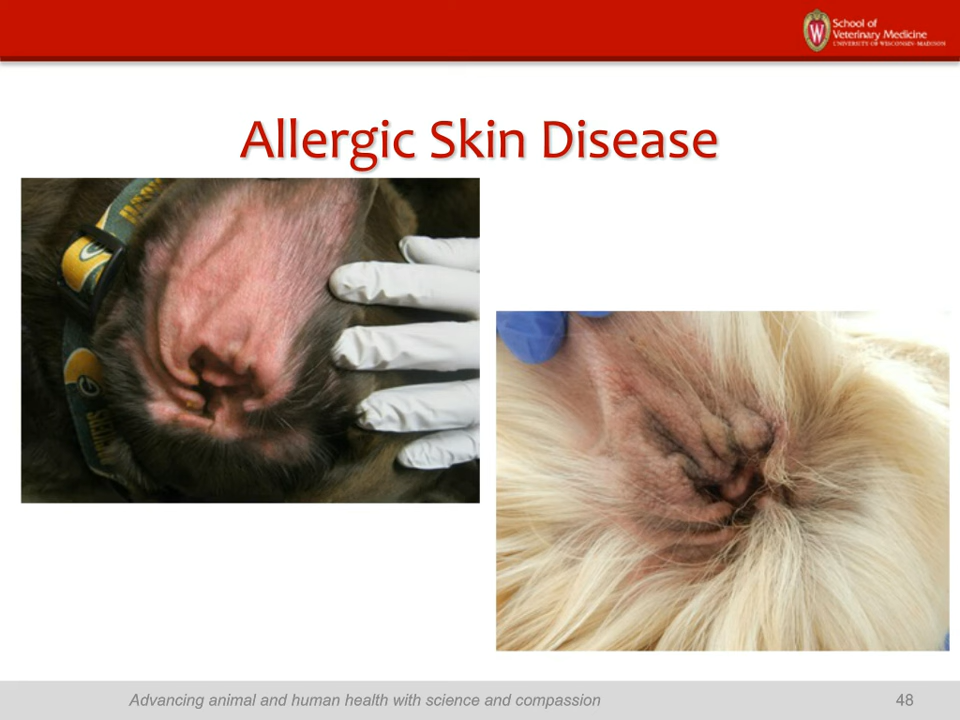 School of
Veterinary Medicine
UNIVERSITY OF WISCONSIN-MADISON
Allergic Skin Disease
G
G
Advancing animal and human health with science and compassion
48